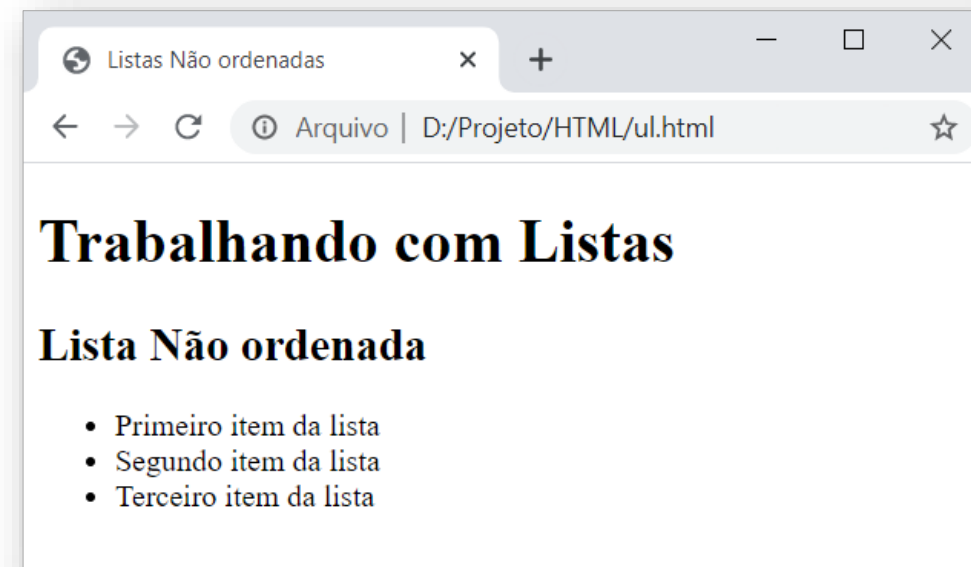 Listas Não ordenadas
Arquivo | D:/Projeto/HTML/ul.html
Trabalhando com Listas
Lista Não ordenada
• Primeiro item da lista
• Segundo item da lista
• Terceiro item da lista